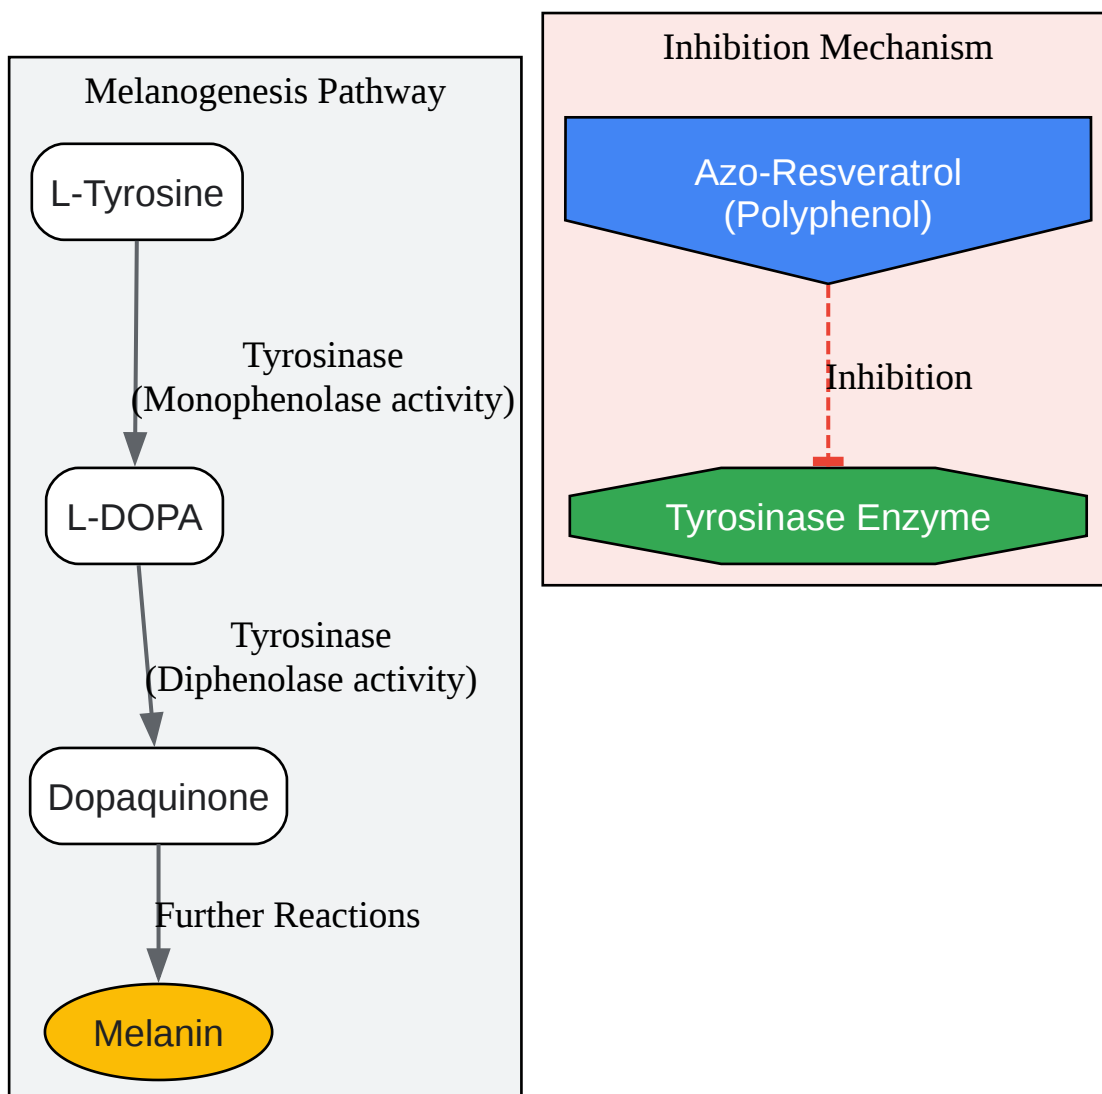 Melanogenesis Pathway
L-Tyrosine
Tyrosinase
(Monophenolase activity)
L-DOPA
Tyrosinase
(Diphenolase activity)
Dopaquinone
Further Reactions
Melanin
Inhibition Mechanism
Azo-Resveratrol
(Polyphenol)
Inhibition
Tyrosinase Enzyme